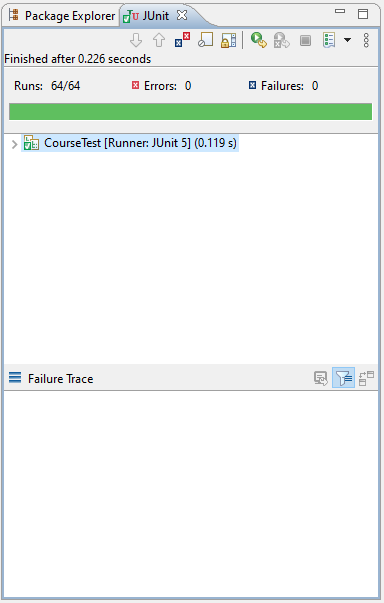 Package Explorer JUnit
Finished after 0.226 seconds
Runs: 64/64 Errors: 0 Failures: 0
CourseTest [Runner: JUnit 5] (0.119 s)
Failure Trace